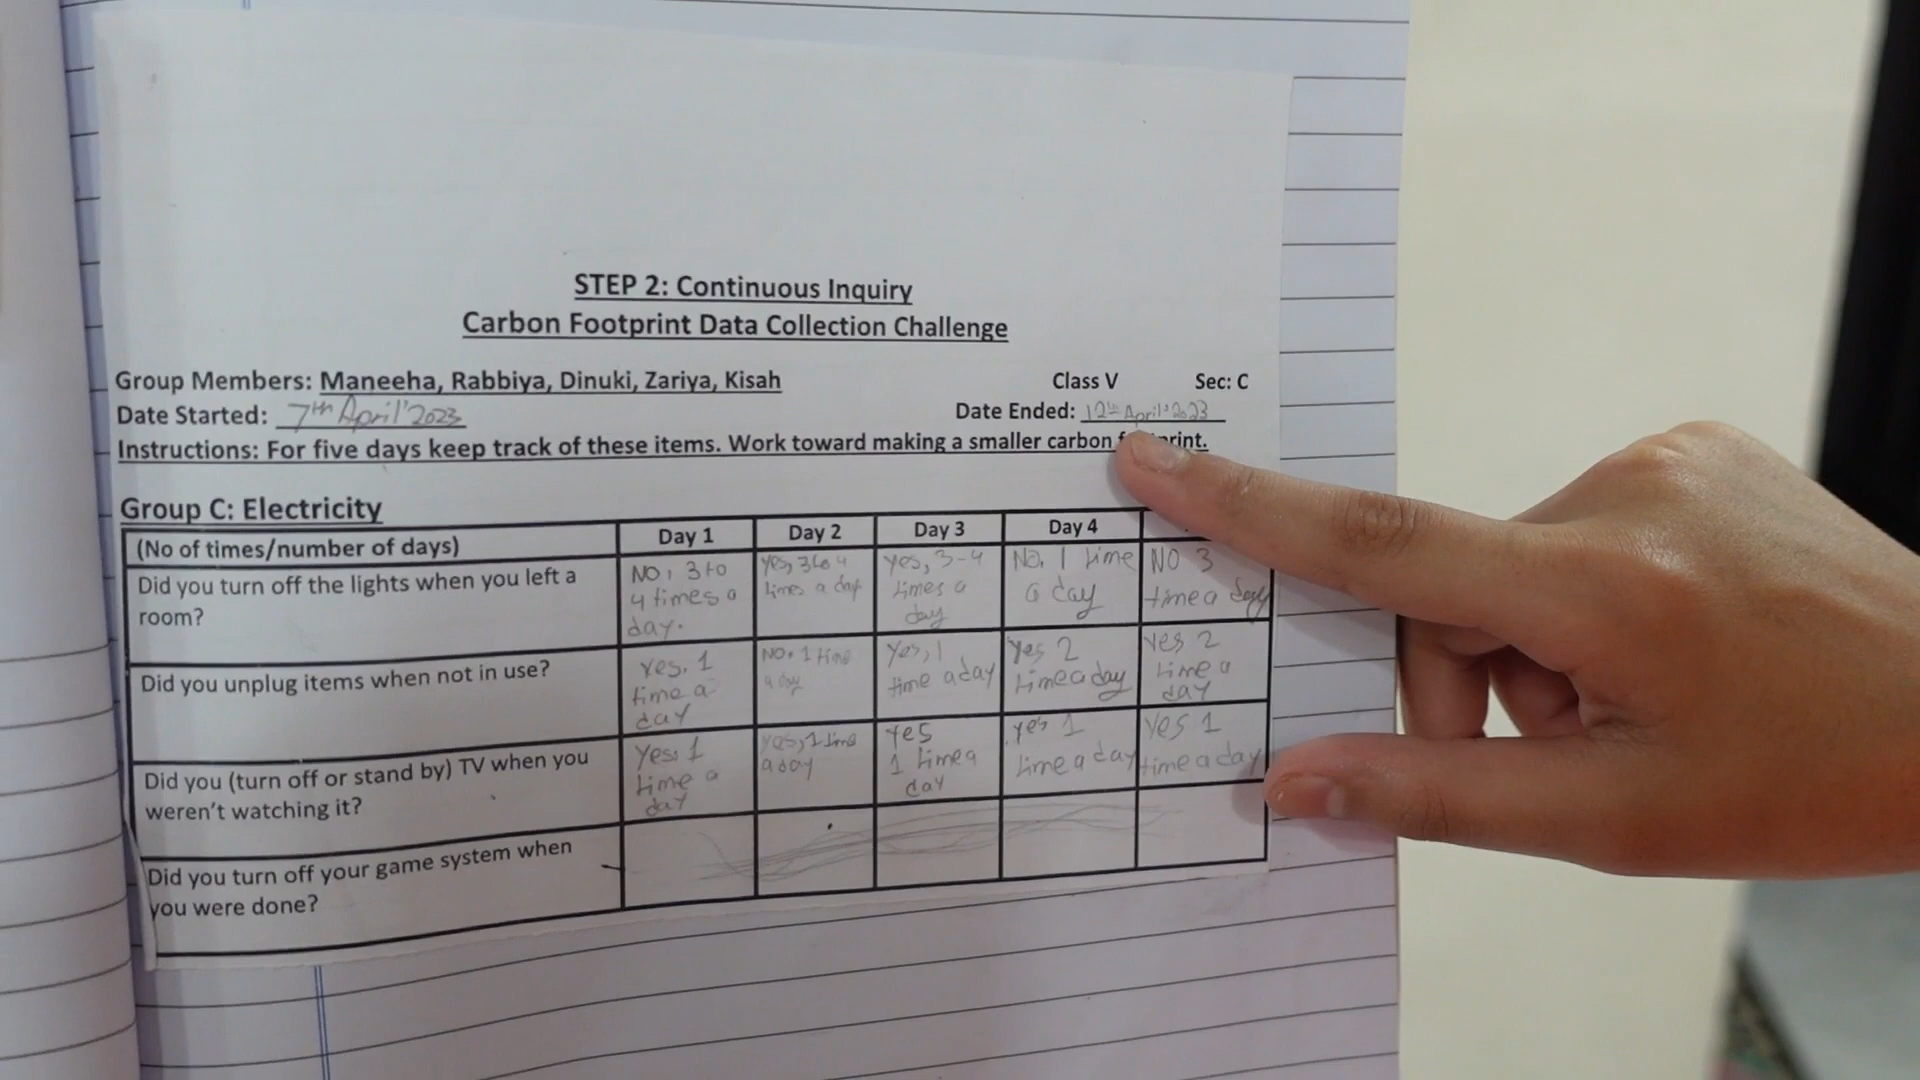 STEP 2: Continuous Inquiry
Carbon Footprint Data Collection Challenge
Group Members: Maneeha, Rabbiya, Dinuki, Zariya, Kisah Class V Sec: C
Date Started: 7th April'2023 Date Ended: 12th April'2023
Instructions: For five days keep track of these items. Work toward making a smaller carbon
Group C: Electricity
(No of times/number of days) Day 1 Day 2 Day 3 Day 4
Did you turn off the lights when you left a
room?
NO, 3 to
4 times a
day.
yes, 3 to 4
times a day
yes, 3-4
times a
day
No, 1 time
a day
NO 3
time a day
Did you unplug items when not in use?
Yes, 1
time a
day
NO, 1 time
a day
Yes, 1
time a day
Yes 2
time a day
Yes 2
time a
day
Did you (turn off or stand by) TV when you
weren't watching it?
Yes, 1
time a
day
yes, 1 time
a day
Yes
1 time a
day
yes 1
time a day
Yes 1
time a day
Did you turn off your game system when
you were done?